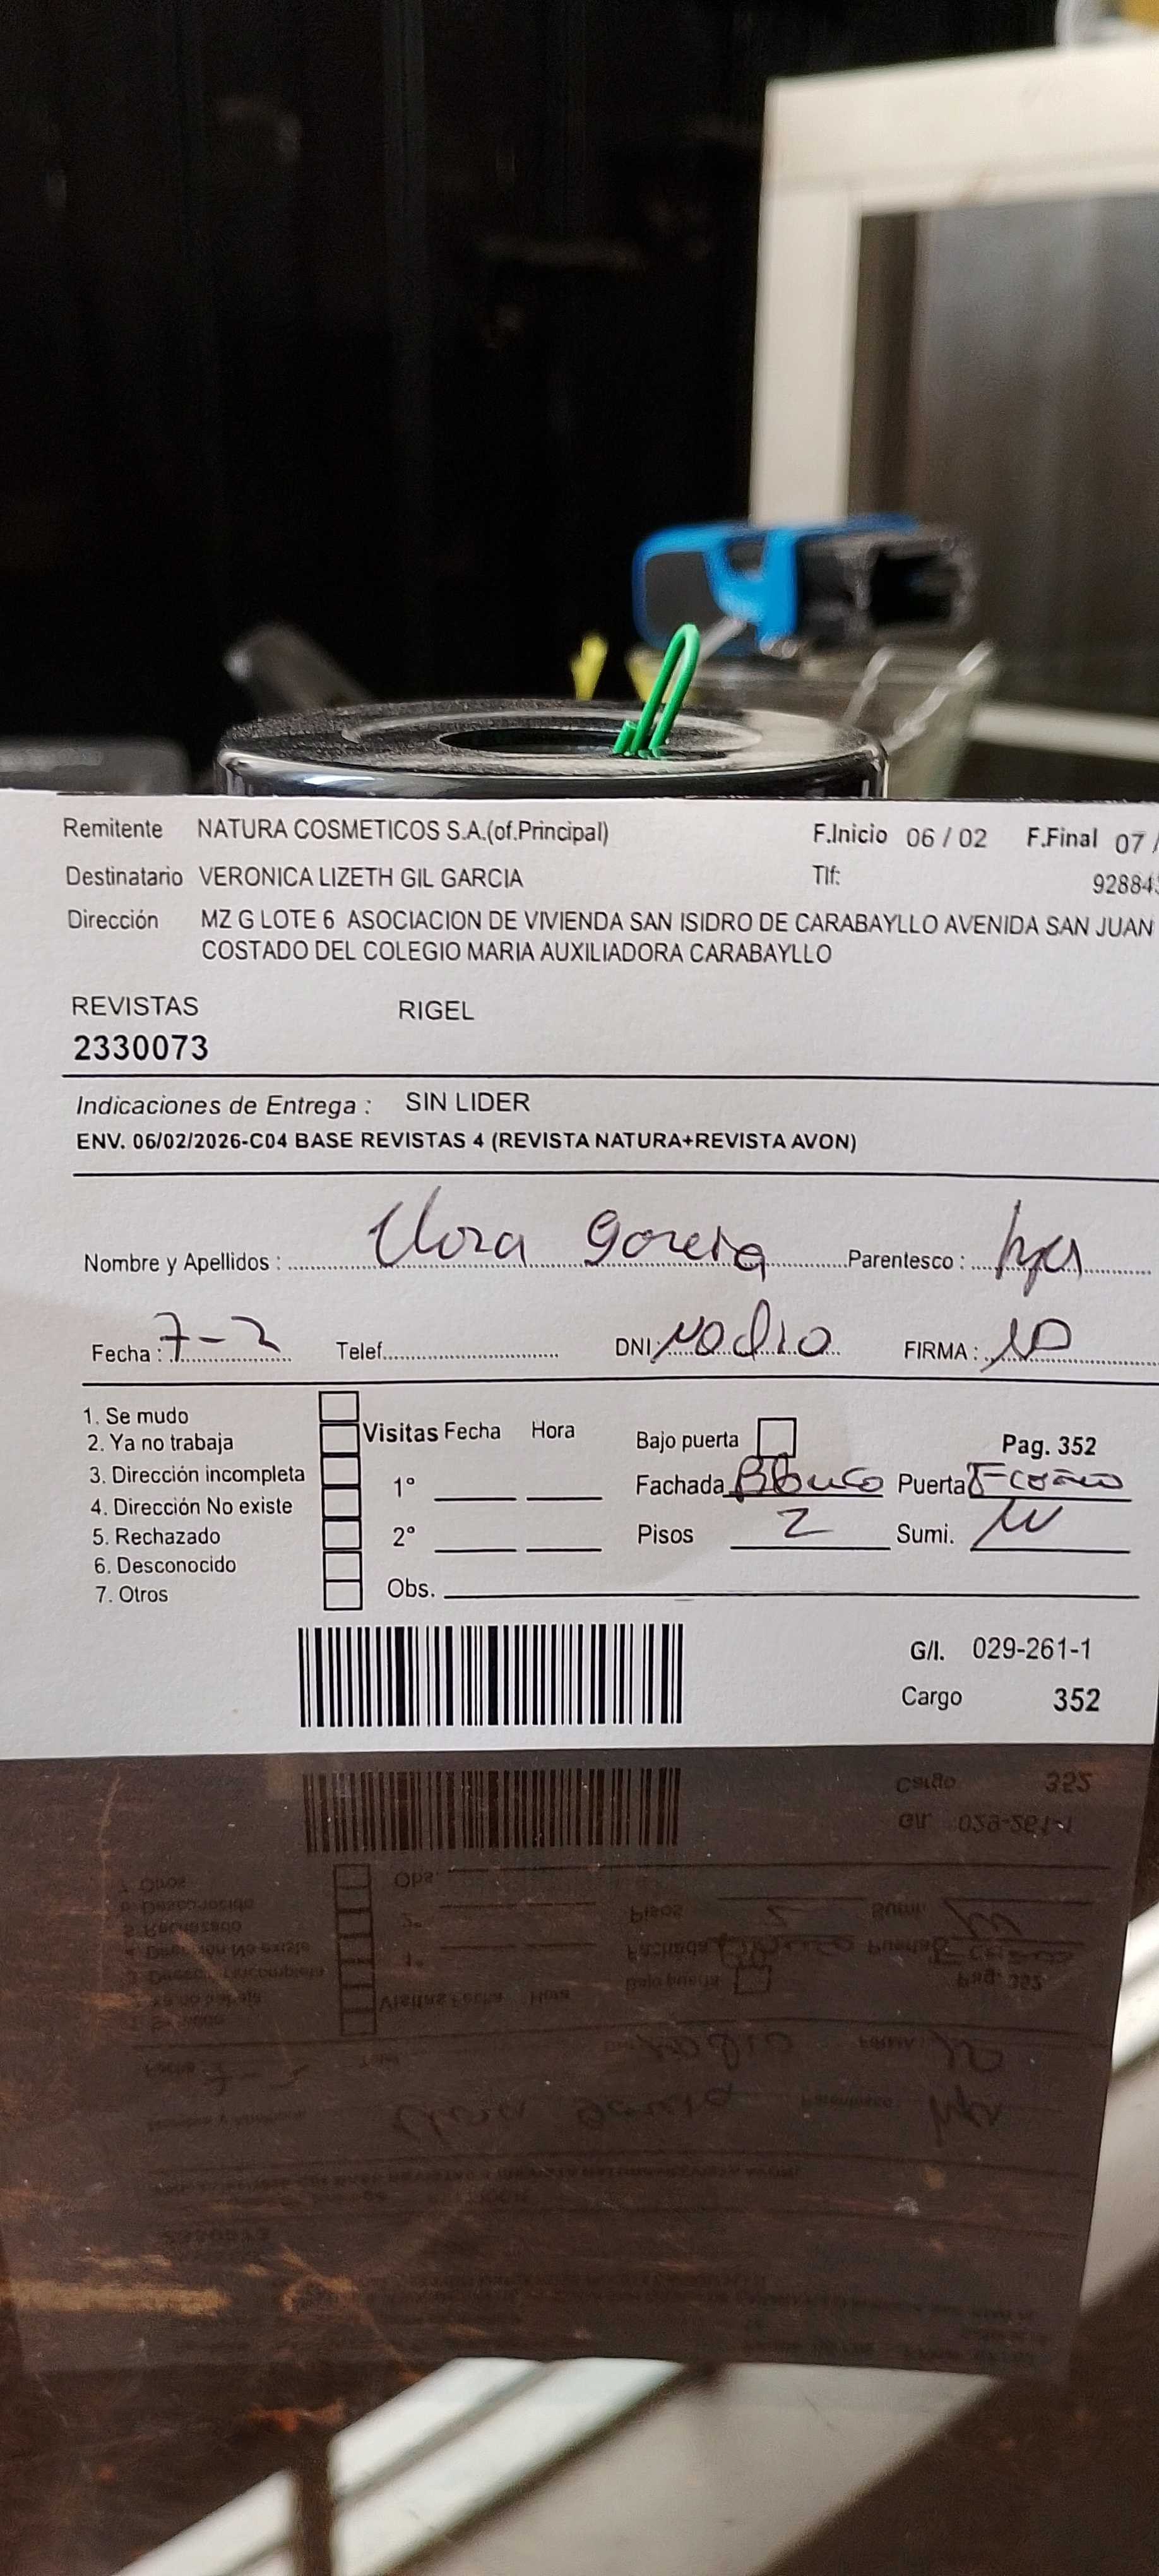 Remitente NATURA COSMETICOS S.A.(of.Principal) F.Inicio 06 / 02 F.Final 07 /
Destinatario VERONICA LIZETH GIL GARCIA Tlf: 92884
Dirección MZ G LOTE 6 ASOCIACION DE VIVIENDA SAN ISIDRO DE CARABAYLLO AVENIDA SAN JUAN
COSTADO DEL COLEGIO MARIA AUXILIADORA CARABAYLLO
REVISTAS RIGEL
2330073
Indicaciones de Entrega : SIN LIDER
ENV. 06/02/2026-C04 BASE REVISTAS 4 (REVISTA NATURA+REVISTA AVON)
Nombre y Apellidos : Parentesco :
Fecha : 7-2 Telef. DNI: NO dio FIRMA :
1. Se mudo
2. Ya no trabaja Visitas Fecha Hora Bajo puerta Pag. 352
3. Dirección incompleta 1° Fachada Blanco Puerta
4. Dirección No existe
5. Rechazado 2° Pisos 2 Sumi.
6. Desconocido
7. Otros Obs.
G/I. 029-261-1
Cargo 352